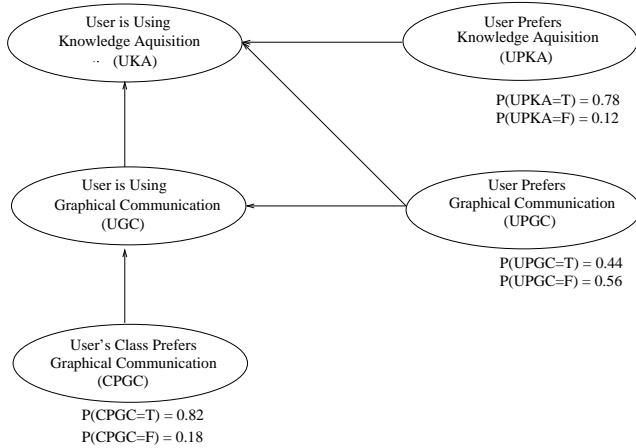 User is Using
Knowledge Aquisition
(UKA)
User Prefers
Knowledge Aquisition
(UPKA)
P(UPKA=T) = 0.78
P(UPKA=F) = 0.12
User is Using
Graphical Communication
(UGC)
User Prefers
Graphical Communication
(UPGC)
P(UPGC=T) = 0.44
P(UPGC=F) = 0.56
User's Class Prefers
Graphical Communication
(CPGC)
P(CPGC=T) = 0.82
P(CPGC=F) = 0.18